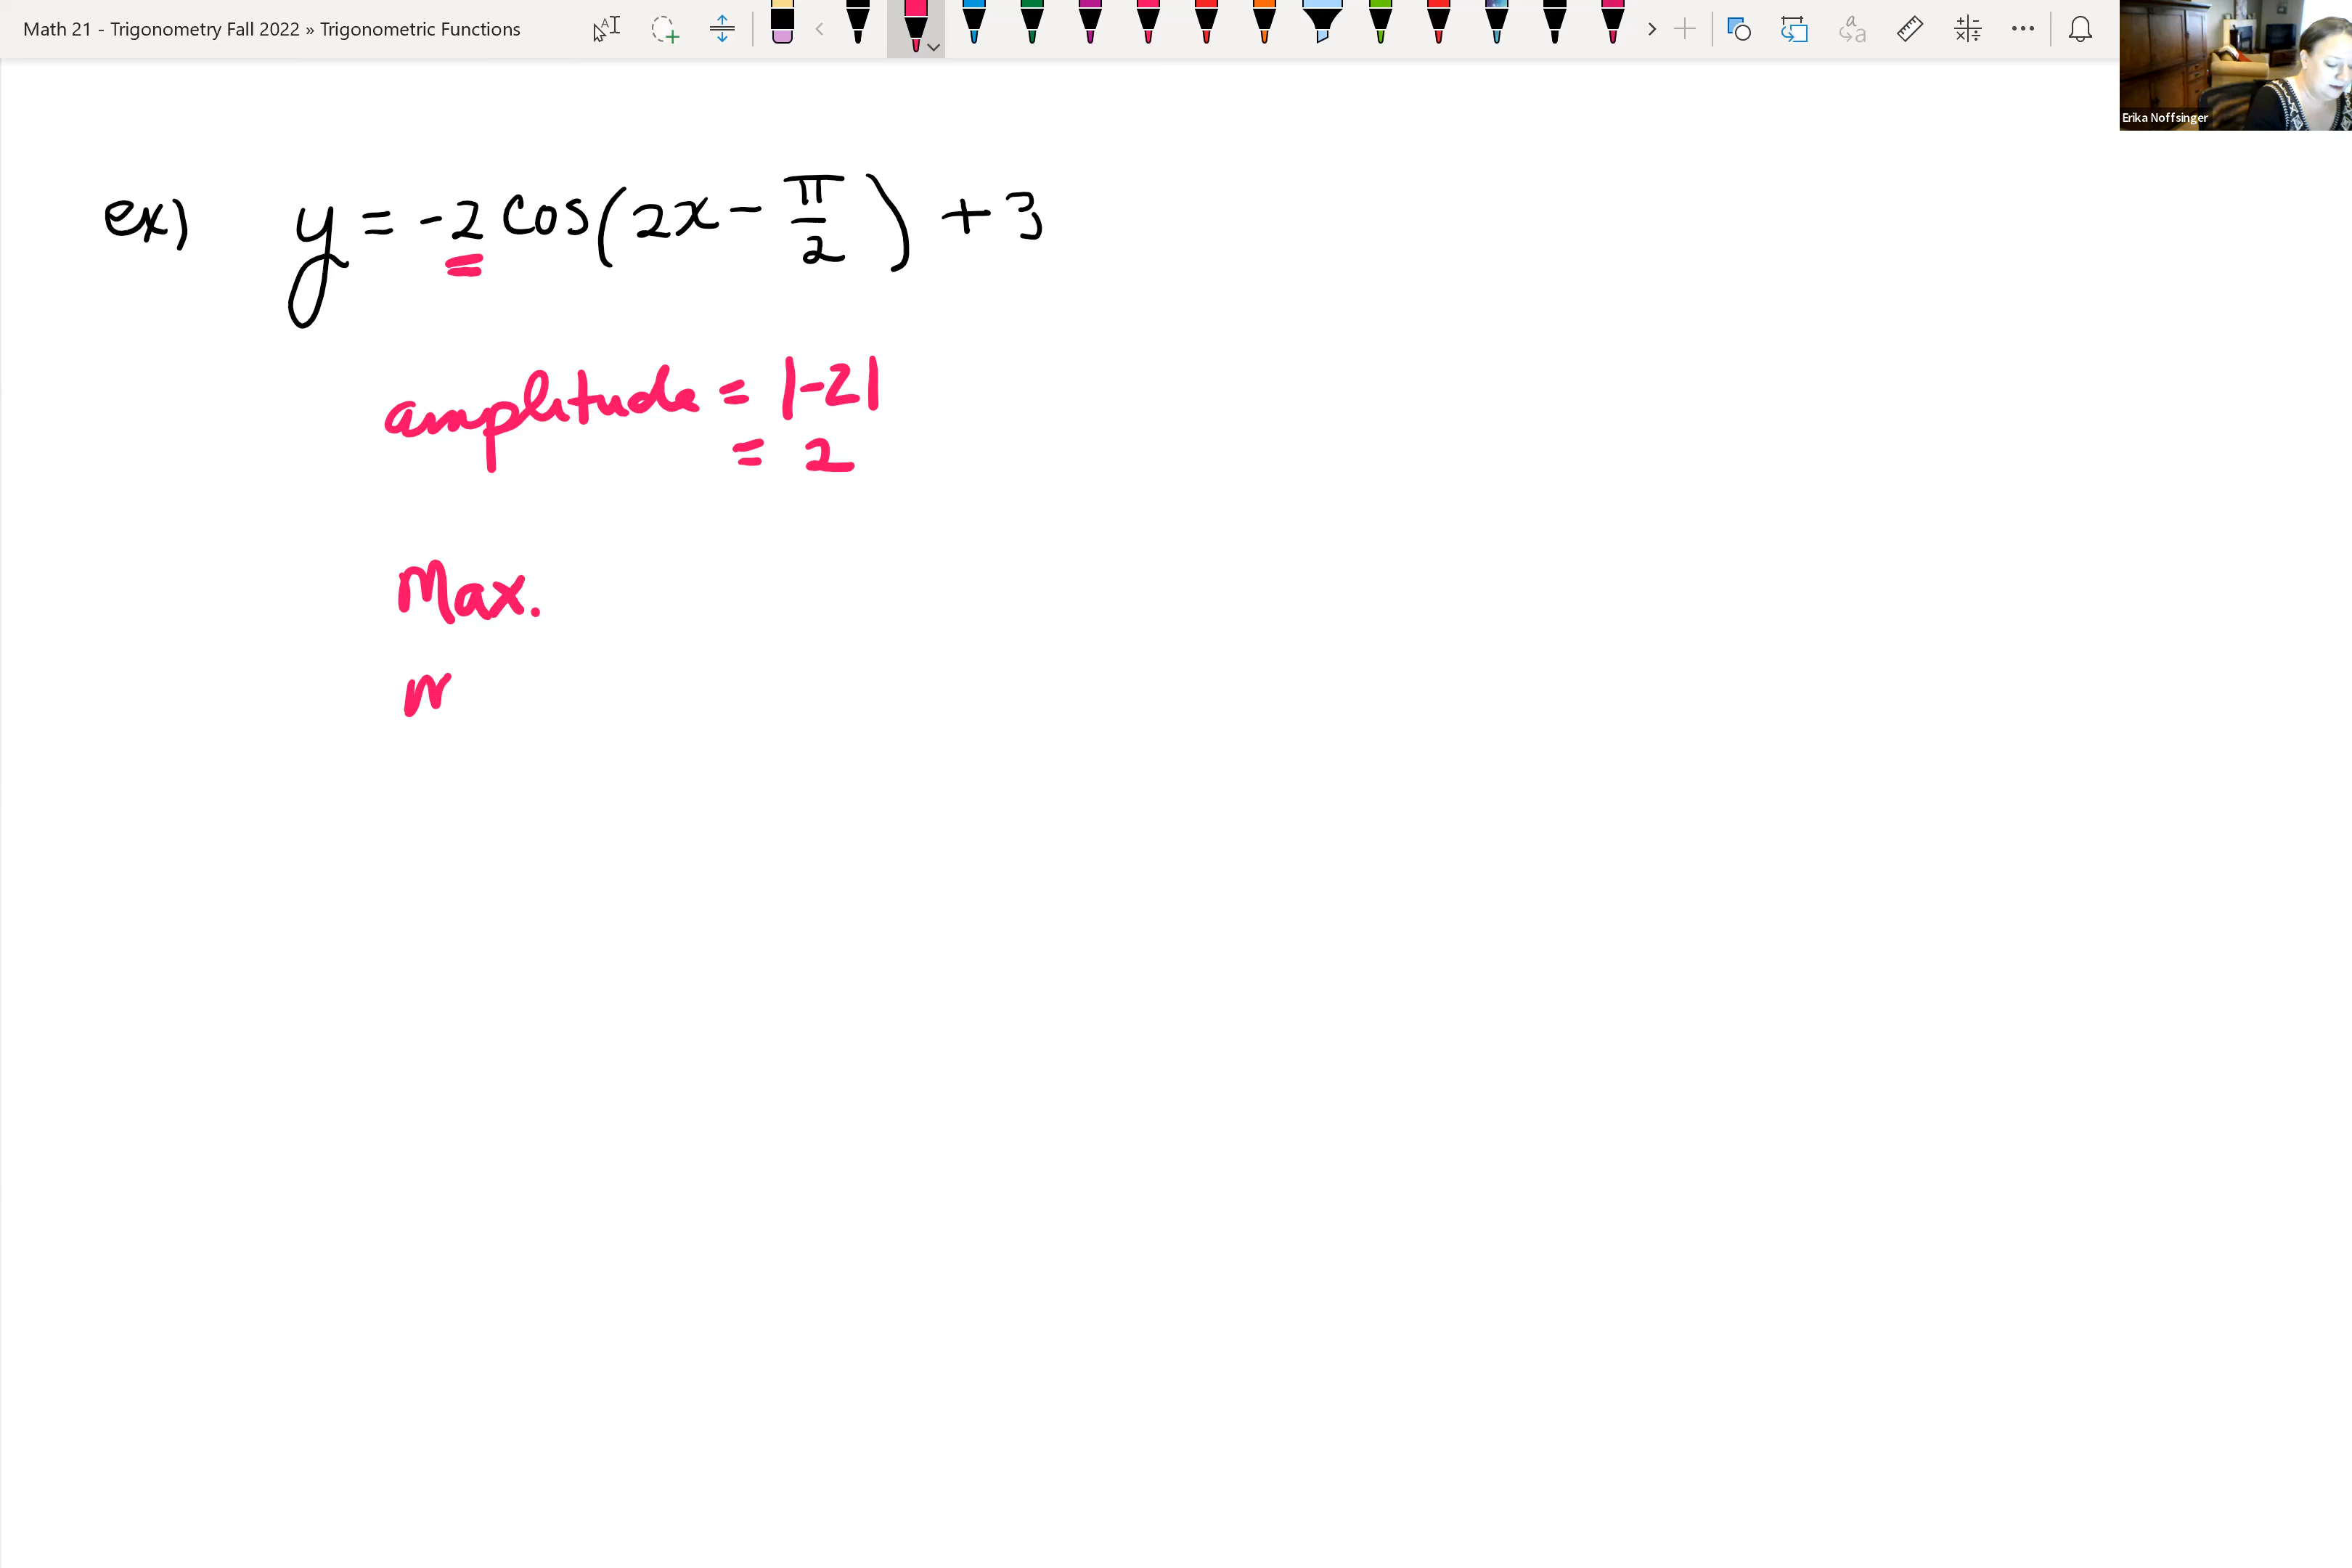 Math 21 - Trigonometry Fall 2022 » Trigonometric Functions
Erika Noffsinger
ex) y = -2 cos(2x - π/2) + 3
amplitude = |-2|
= 2
Max.
m